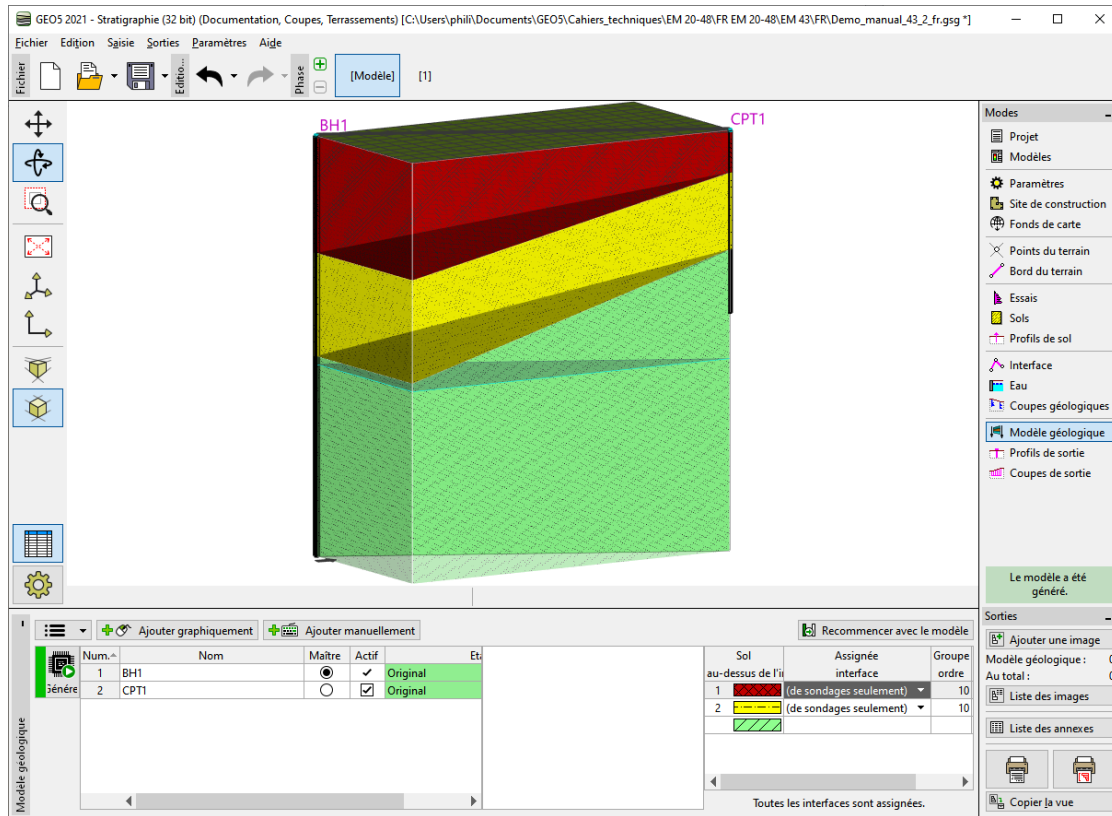 GEO5 2021 - Stratigraphie (32 bit) (Documentation, Coupes, Terrassements) [C:\Users\phili\Documents\GEO5\Cahiers_techniques\EM 20-48\FR EM 20-48\EM 43\FR\Demo_manual_43_2_fr.gsg *]
Fichier Edition Saisie Sorties Paramètres Aide
Fichier
Editio...
Phase
[Modèle] [1]
BH1
CPT1
Modes
Projet
Modèles
Paramètres
Site de construction
Fonds de carte
Points du terrain
Bord du terrain
Essais
Sols
Profils de sol
Interface
Eau
Coupes géologiques
Modèle géologique
Profils de sortie
Coupes de sortie
Le modèle a été
généré.
Sorties
Ajouter une image
Modèle géologique : 0
Au total : 0
Liste des images
Liste des annexes
Copier la vue
Modèle géologique
Ajouter graphiquement Ajouter manuellement Recommencer avec le modèle
Génére
Num. Nom Maître Actif Eta
1 BH1 Original
2 CPT1 Original
Sol Assignée Groupe
au-dessus de l'i interface ordre
1 (de sondages seulement) 10
2 (de sondages seulement) 10
Toutes les interfaces sont assignées.